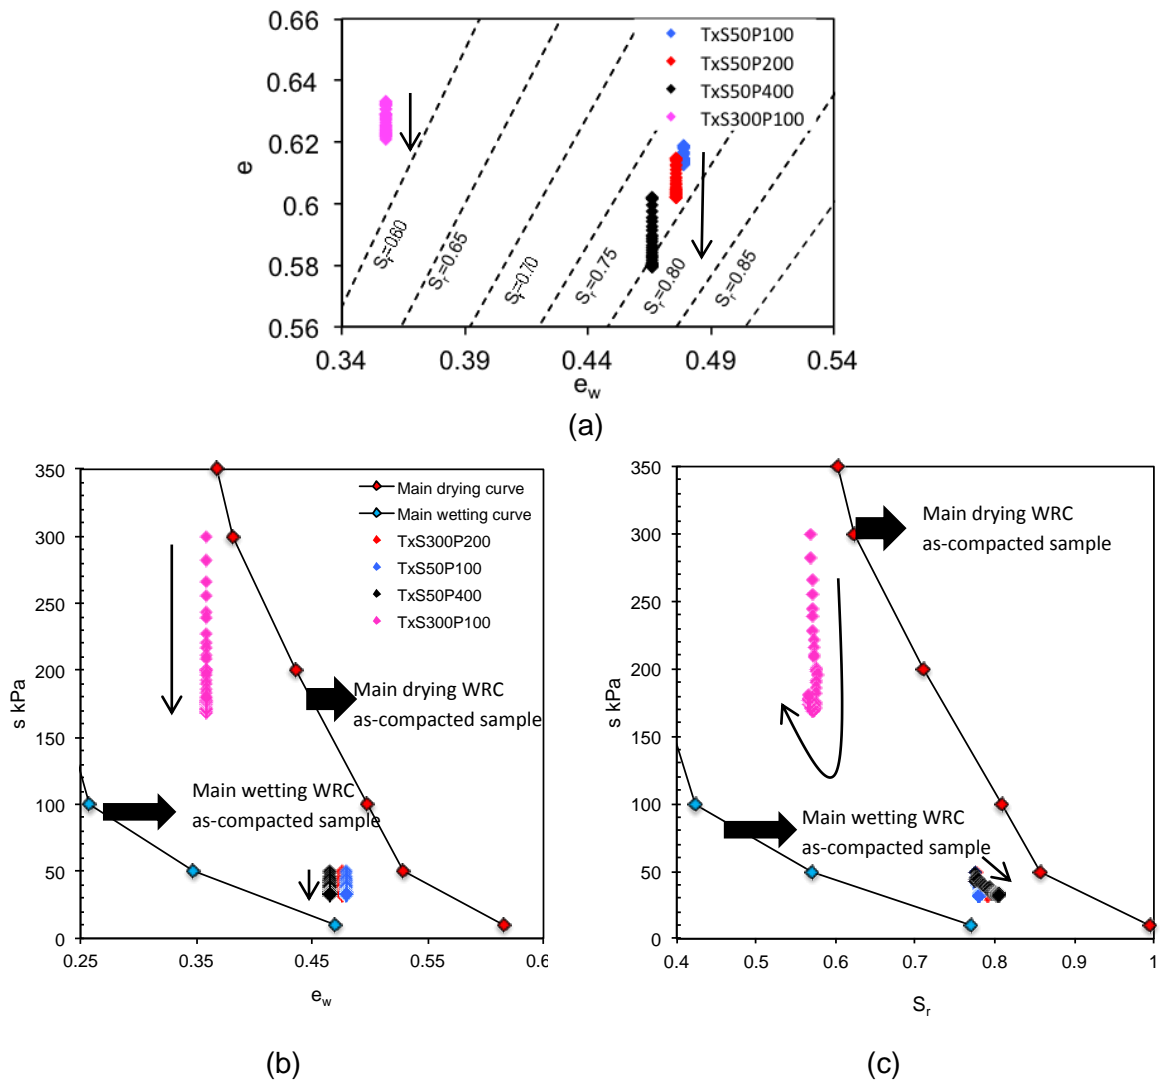 0.66
0.64
0.62
0.6
0.58
0.56
e
TxS50P100
TxS50P200
TxS50P400
TxS300P100
Sr=0.60
Sr=0.65
Sr=0.70
Sr=0.75
Sr=0.80
Sr=0.85
0.34 0.39 0.44 0.49 0.54
ew
(a)
350
300
250
200
150
100
50
0
s kPa
Main drying curve
Main wetting curve
TxS300P200
TxS50P100
TxS50P400
TxS300P100
Main drying WRC
as-compacted sample
Main wetting WRC
as-compacted sample
0.25 0.35 0.45 0.55 0.6
ew
(b)
350
300
250
200
150
100
50
0
s kPa
Main drying WRC
as-compacted sample
Main wetting WRC
as-compacted sample
0.4 0.5 0.6 0.7 0.8 0.9 1
Sr
(c)